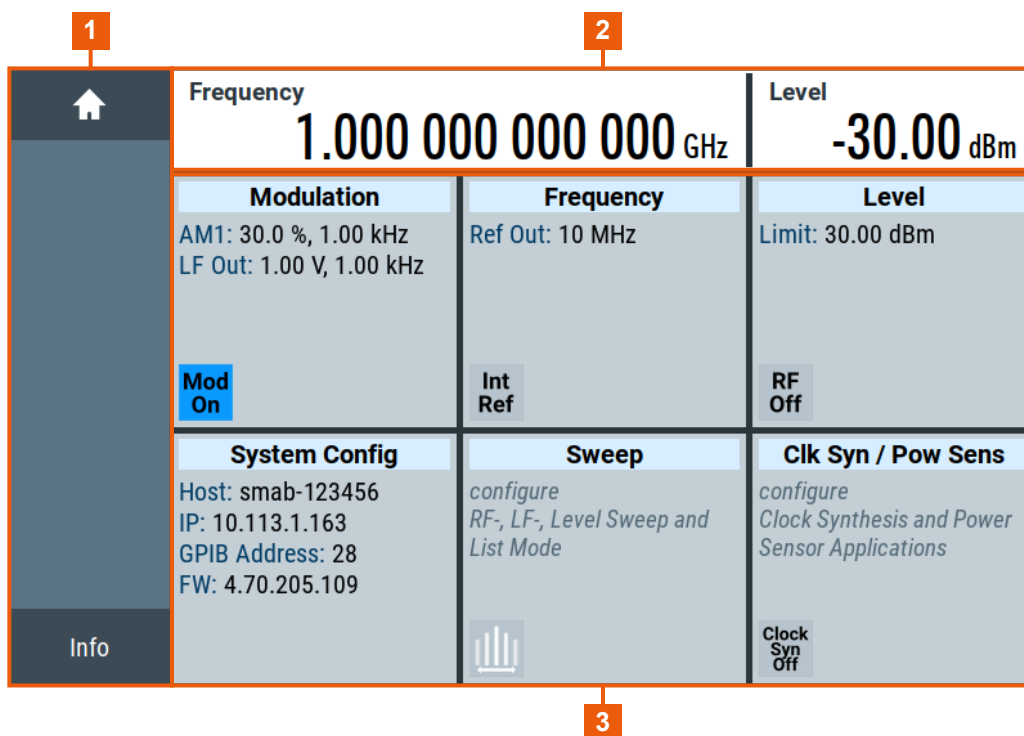 1
2
Frequency
1.000 000 000 000 GHz
Level
-30.00 dBm
Modulation
AM1: 30.0 %, 1.00 kHz
LF Out: 1.00 V, 1.00 kHz
Mod
On
Frequency
Ref Out: 10 MHz
Int
Ref
Level
Limit: 30.00 dBm
RF
Off
System Config
Host: smab-123456
IP: 10.113.1.163
GPIB Address: 28
FW: 4.70.205.109
Sweep
configure
RF-, LF-, Level Sweep and
List Mode
Clk Syn / Pow Sens
configure
Clock Synthesis and Power
Sensor Applications
Clock
Syn
Off
Info
3